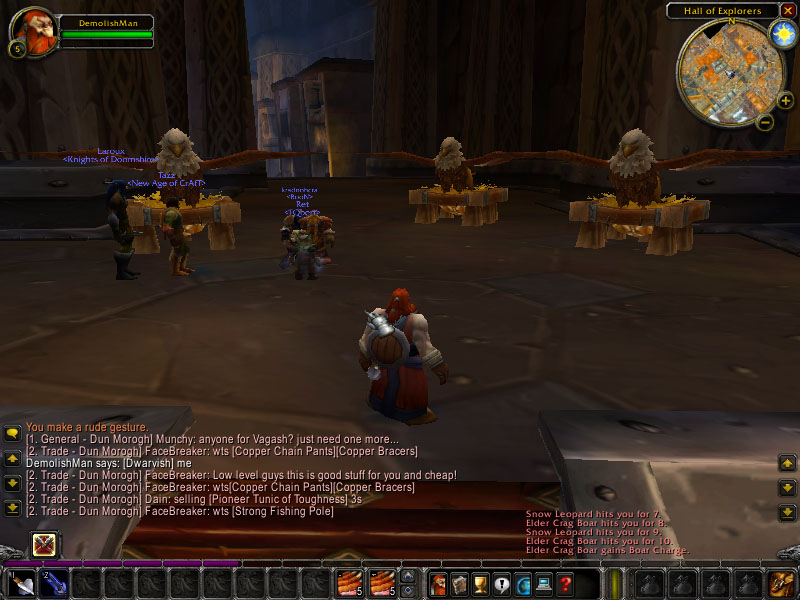 DemolishMan
5
Hall of Explorers
N
Laroux
<Knights of Doomshire>
Tazz
<New Age of CrAFT>
Ret
You make a rude gesture.
[1. General - Dun Morogh] Munchy: anyone for Vagash? just need one more...
[2. Trade - Dun Morogh] FaceBreaker: wts [Copper Chain Pants][Copper Bracers]
DemolishMan says: [Dwarvish] me
[2. Trade - Dun Morogh] FaceBreaker: Low level guys this is good stuff for you and cheap!
[2. Trade - Dun Morogh] FaceBreaker: wts[Copper Chain Pants][Copper Bracers]
[2. Trade - Dun Morogh] Dain: selling [Pioneer Tunic of Toughness] 3s
[2. Trade - Dun Morogh] FaceBreaker: wts [Strong Fishing Pole]
Snow Leopard hits you for 7.
Elder Crag Boar hits you for 8.
Snow Leopard hits you for 9.
Elder Crag Boar hits you for 10.
Elder Crag Boar gains Boar Charge.
5
5